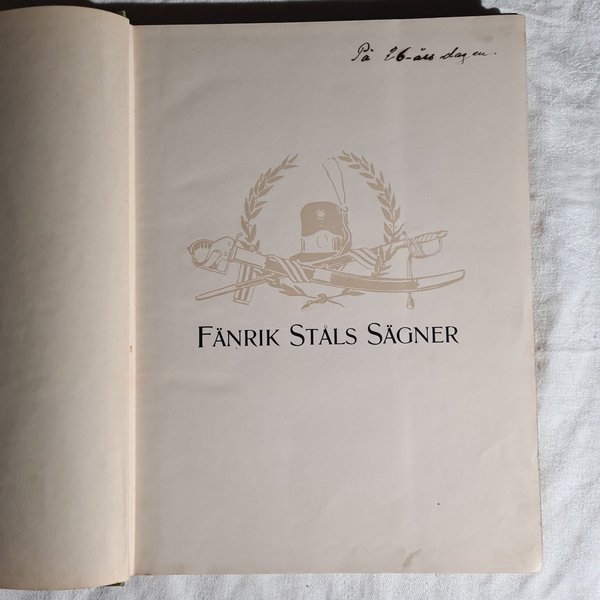 På 26-års dagen.
FÄNRIK STÅLS SÄGNER